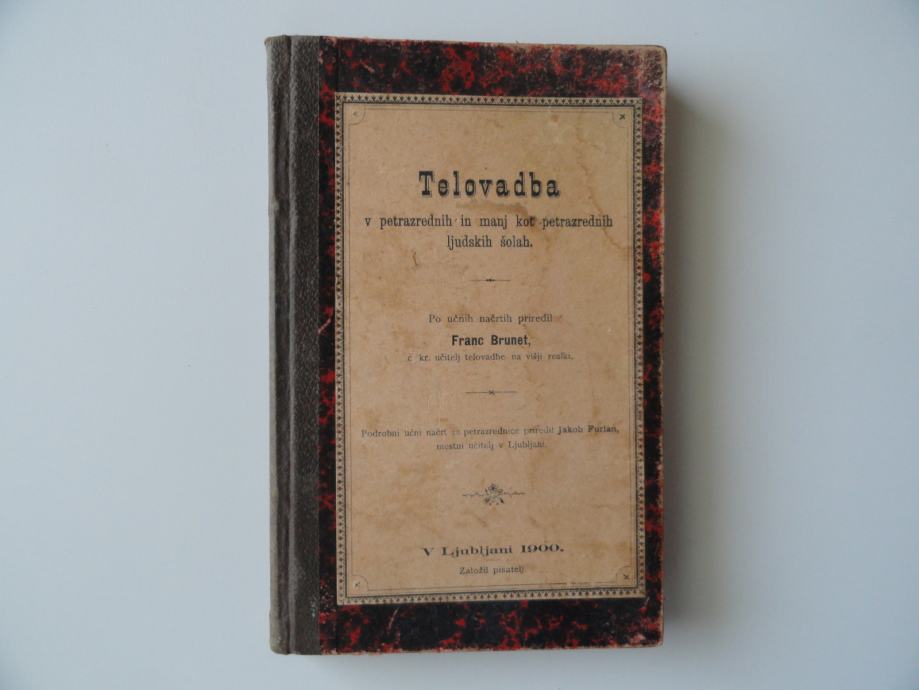 Telovadba
v petrazrednih in manj kot petrazrednih
ljudskih šolah.
Po učnih načrtih priredil
Franc Brunet,
c kr. učitelj telovadbe na višji realki.
Podrobni učni načrt za petrazrednice priredil Jakob Furlan,
mestni učitelj v Ljubljani.
V Ljubljani 1900.
Založil pisatelj